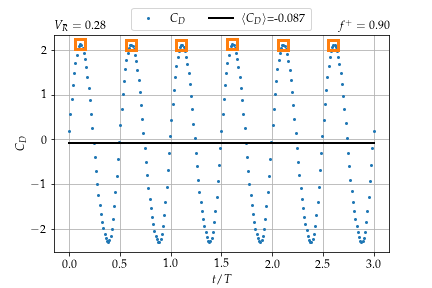 V_R = 0.28
C_D
⟨C_D⟩=-0.087
f⁺ = 0.90
2
1
0
−1
−2
C_D
0.0 0.5 1.0 1.5 2.0 2.5 3.0
t/T